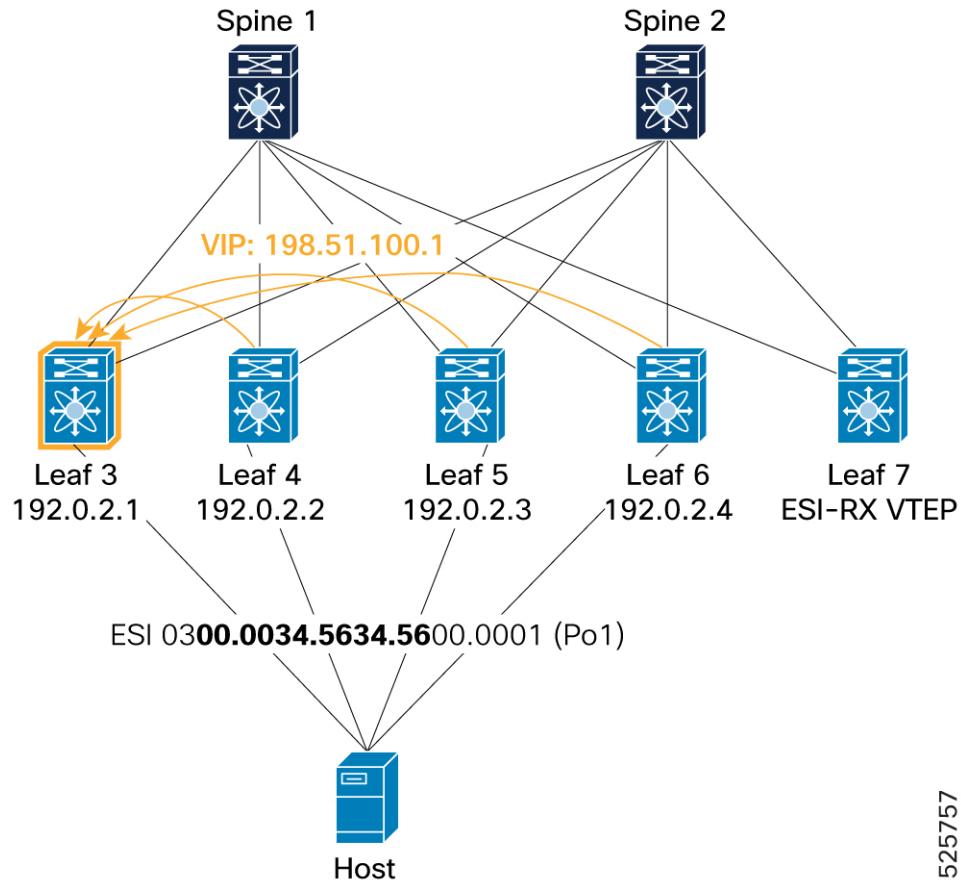 Spine 1
Spine 2
VIP: 198.51.100.1
Leaf 3
192.0.2.1
Leaf 4
192.0.2.2
Leaf 5
192.0.2.3
Leaf 6
192.0.2.4
Leaf 7
ESI-RX VTEP
ESI 0300.0034.5634.5600.0001 (Po1)
Host
525757